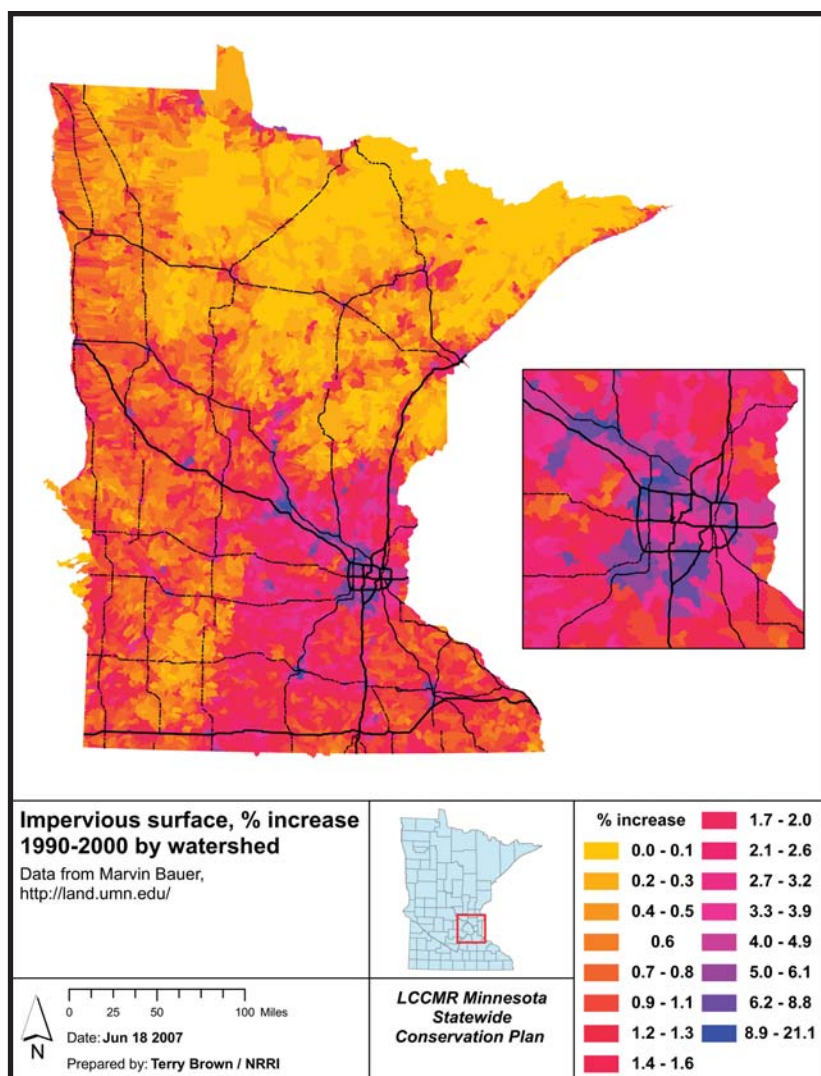 Impervious surface, % increase
1990-2000 by watershed
Data from Marvin Bauer,
http://land.umn.edu/
0 25 50 100 Miles
N
Date: Jun 18 2007
Prepared by: Terry Brown / NRRI
LCCMR Minnesota
Statewide
Conservation Plan
% increase
0.0 - 0.1
0.2 - 0.3
0.4 - 0.5
0.6
0.7 - 0.8
0.9 - 1.1
1.2 - 1.3
1.4 - 1.6
1.7 - 2.0
2.1 - 2.6
2.7 - 3.2
3.3 - 3.9
4.0 - 4.9
5.0 - 6.1
6.2 - 8.8
8.9 - 21.1